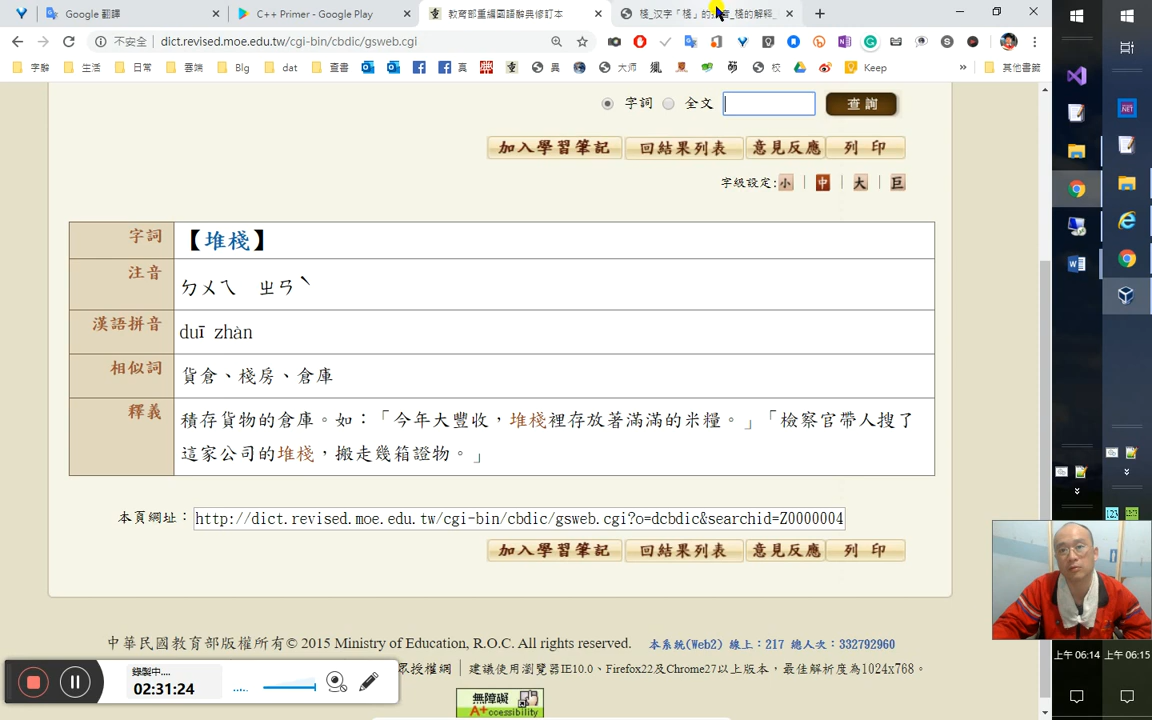 Google 翻譯
C++ Primer - Google Play
教育部重編國語辭典修訂本
不安全 | dict.revised.moe.edu.tw/cgi-bin/cbdic/gsweb.cgi
字辭 生活 日常 雲端 Blg dat 查書 真 異 大师 校 Keep » 其他書籤
字詞 全文 查詢
加入學習筆記 回結果列表 意見反應 列 印
字級設定: 小 | 中 | 大 | 巨
字詞 【堆棧】
注音 ㄉㄨㄟ ㄓㄢˋ
漢語拼音 duī zhàn
相似詞 貨倉、棧房、倉庫
釋義 積存貨物的倉庫。如:「今年大豐收,堆棧裡存放著滿滿的米糧。」「檢察官帶人搜了
這家公司的堆棧,搬走幾箱證物。」
本頁網址: http://dict.revised.moe.edu.tw/cgi-bin/cbdic/gsweb.cgi?o=dcbdic&searchid=Z0000004
加入學習筆記 回結果列表 意見反應 列 印
中華民國教育部版權所有© 2015 Ministry of Education, R.O.C. All rights reserved. 本系統(Web2) 線上:217 總人次:332792960
眾授權網 | 建議使用瀏覽器IE10.0、Firefox22及Chrome27以上版本,最佳解析度為1024x768。
無障礙
A+ccessibility
錄製中....
02:31:24
上午 06:14
上午 06:15